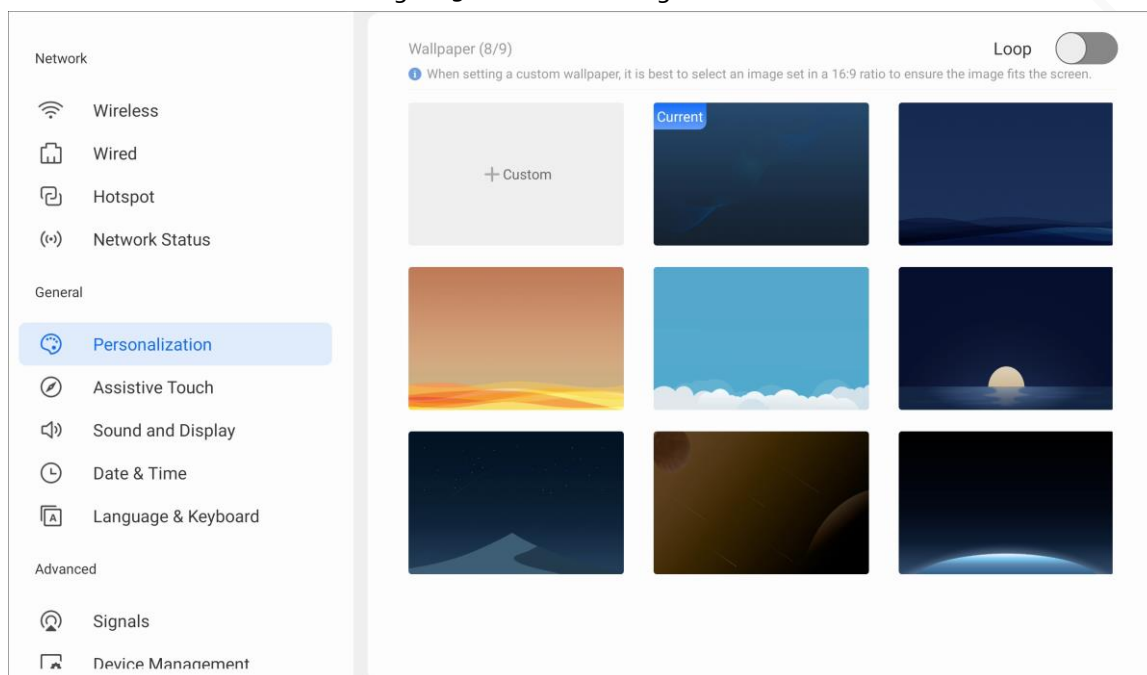 Network
Wireless
Wired
Hotspot
Network Status
General
Personalization
Assistive Touch
Sound and Display
Date & Time
A Language & Keyboard
Advanced
Signals
Device Management
Wallpaper (8/9)
Loop
When setting a custom wallpaper, it is best to select an image set in a 16:9 ratio to ensure the image fits the screen.
+ Custom
Current